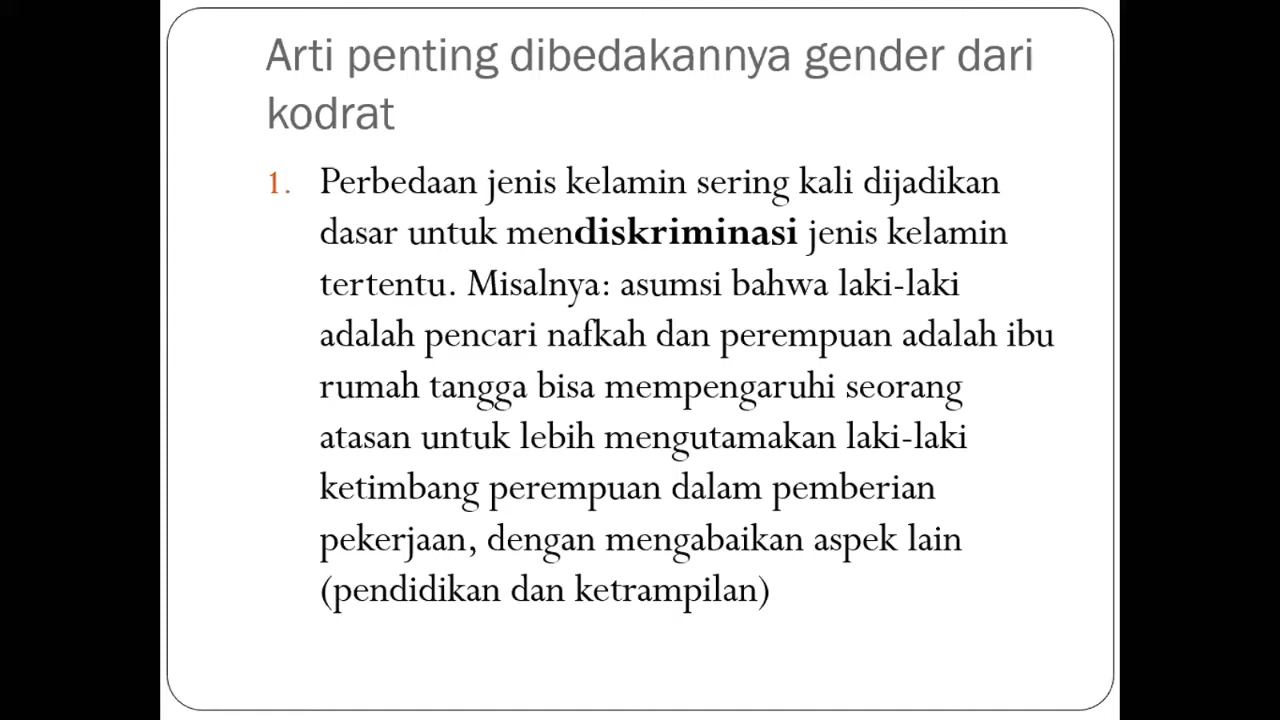 Arti penting dibedakannya gender dari
kodrat
1. Perbedaan jenis kelamin sering kali dijadikan
dasar untuk mendiskriminasi jenis kelamin
tertentu. Misalnya: asumsi bahwa laki-laki
adalah pencari nafkah dan perempuan adalah ibu
rumah tangga bisa mempengaruhi seorang
atasan untuk lebih mengutamakan laki-laki
ketimbang perempuan dalam pemberian
pekerjaan, dengan mengabaikan aspek lain
(pendidikan dan ketrampilan)